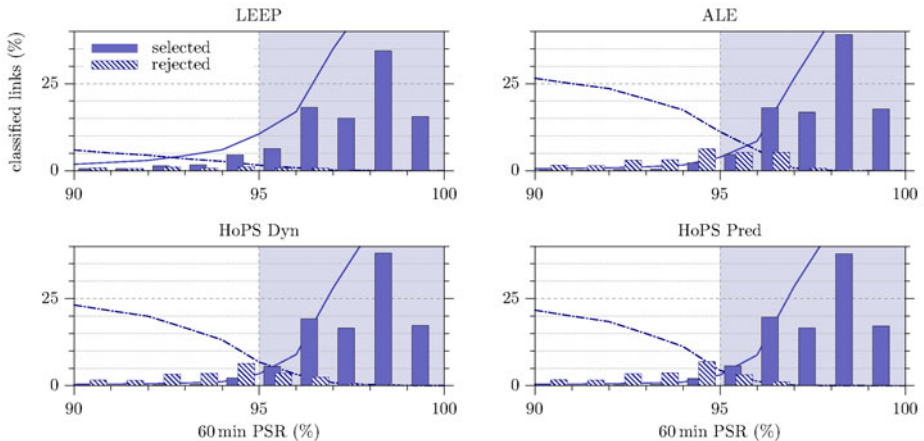 LEEP
ALE
classified links (%)
selected
rejected
25
0
90
95
100
25
0
90
95
100
HoPS Dyn
HoPS Pred
25
0
90
95
100
60 min PSR (%)
25
0
90
95
100
60 min PSR (%)